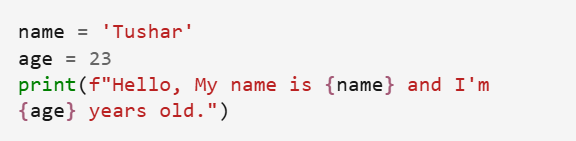 name = 'Tushar'
age = 23
print(f"Hello, My name is {name} and I'm
{age} years old.")